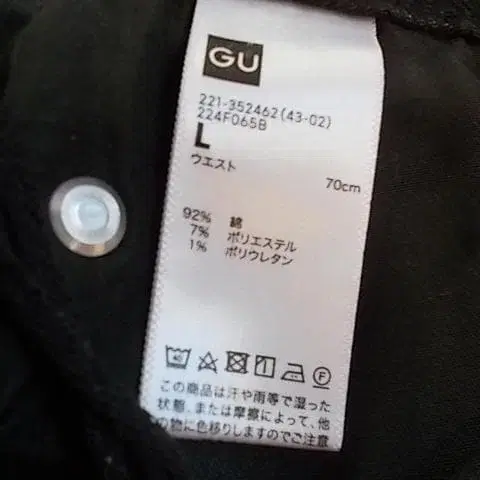 GU
221-352462(43-02)
224F065B
L
ウエスト
70cm
92% 綿
7% ポリエステル
1% ポリウレタン
40
F
この商品は汗や雨等で湿った
状態、または摩擦によって、他
の物に色移りしますのでご注意